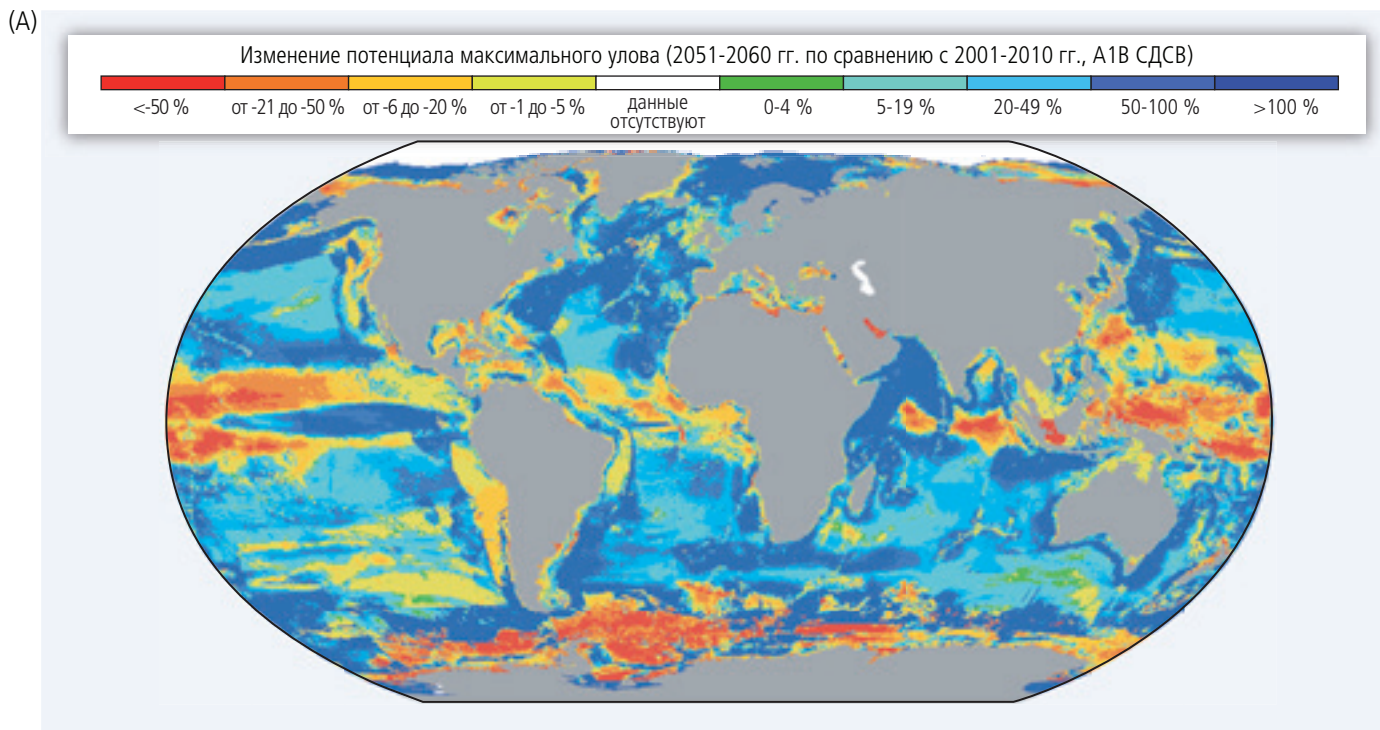 (A)
Изменение потенциала максимального улова (2051-2060 гг. по сравнению с 2001-2010 гг., А1В СДСВ)
<-50 % от -21 до -50 % от -6 до -20 % от -1 до -5 % данные отсутствуют 0-4 % 5-19 % 20-49 % 50-100 % >100 %